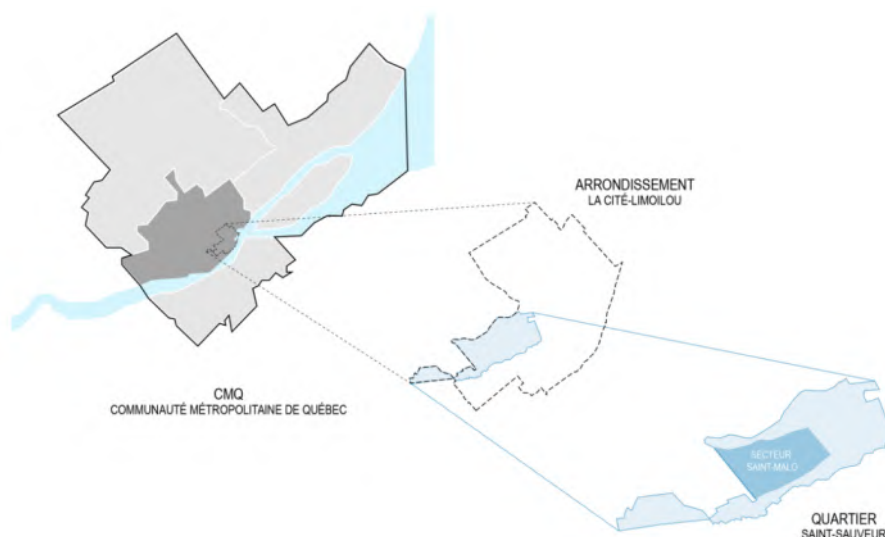 ARRONDISSEMENT
LA CITÉ-LIMOILOU
CMQ
COMMUNAUTÉ MÉTROPOLITAINE DE QUÉBEC
SECTEUR
SAINT-MALO
QUARTIER
SAINT-SAUVEUR